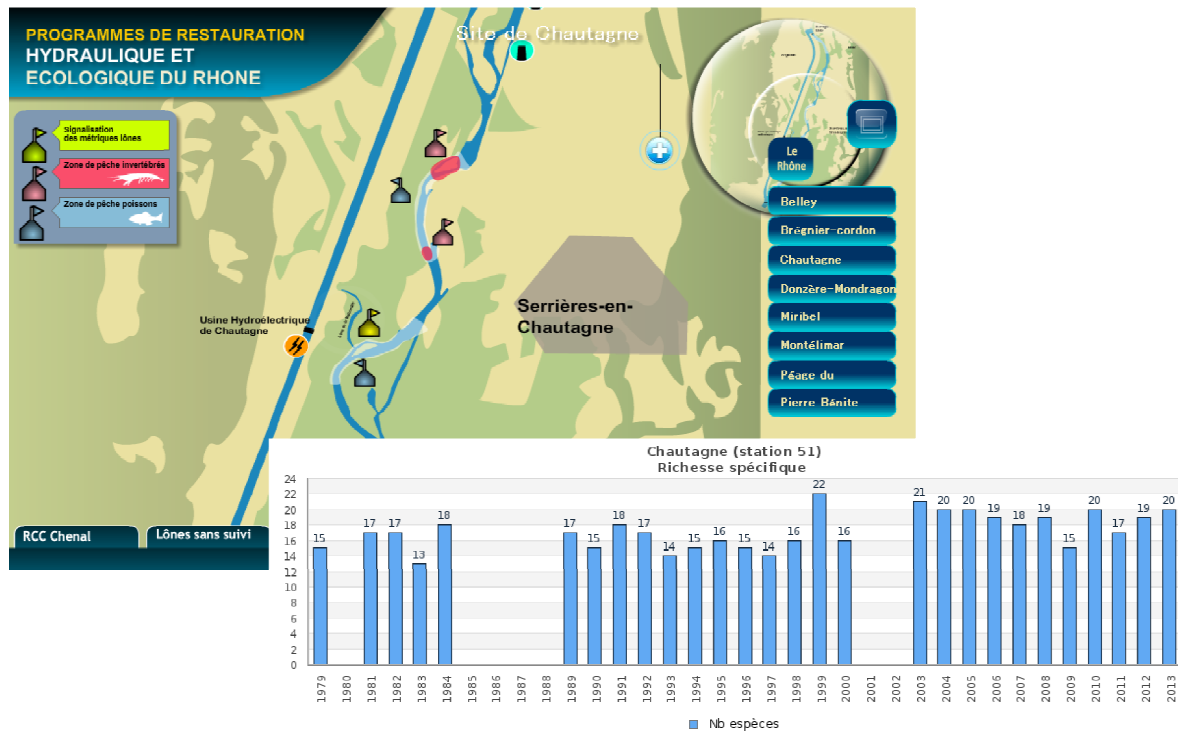 PROGRAMMES DE RESTAURATION
HYDRAULIQUE ET
ECOLOGIQUE DU RHONE
Site de Chautagne
Signalisation
des métriques lônes
Zone de pêche invertébrés
Zone de pêche poissons
Usine Hydroélectrique
de Chautagne
Serrières-en-
Chautagne
Le
Rhône
Belley
Brégnier-cordon
Chautagne
Donzère-Mondragon
Miribel
Montélimar
Péage du
Pierre Bénite
RCC Chenal
Lônes sans suivi
Chautagne (station 51)
Richesse spécifique
24
22
20
18
16
14
12
10
8
6
4
2
0
15 17 17 13 18 17 15 18 17 14 15 16 15 14 16 22 16 21 20 20 19 18 19 15 20 17 19 20
1979 1980 1981 1982 1983 1984 1985 1986 1987 1988 1989 1990 1991 1992 1993 1994 1995 1996 1997 1998 1999 2000 2001 2002 2003 2004 2005 2006 2007 2008 2009 2010 2011 2012 2013
Nb espèces